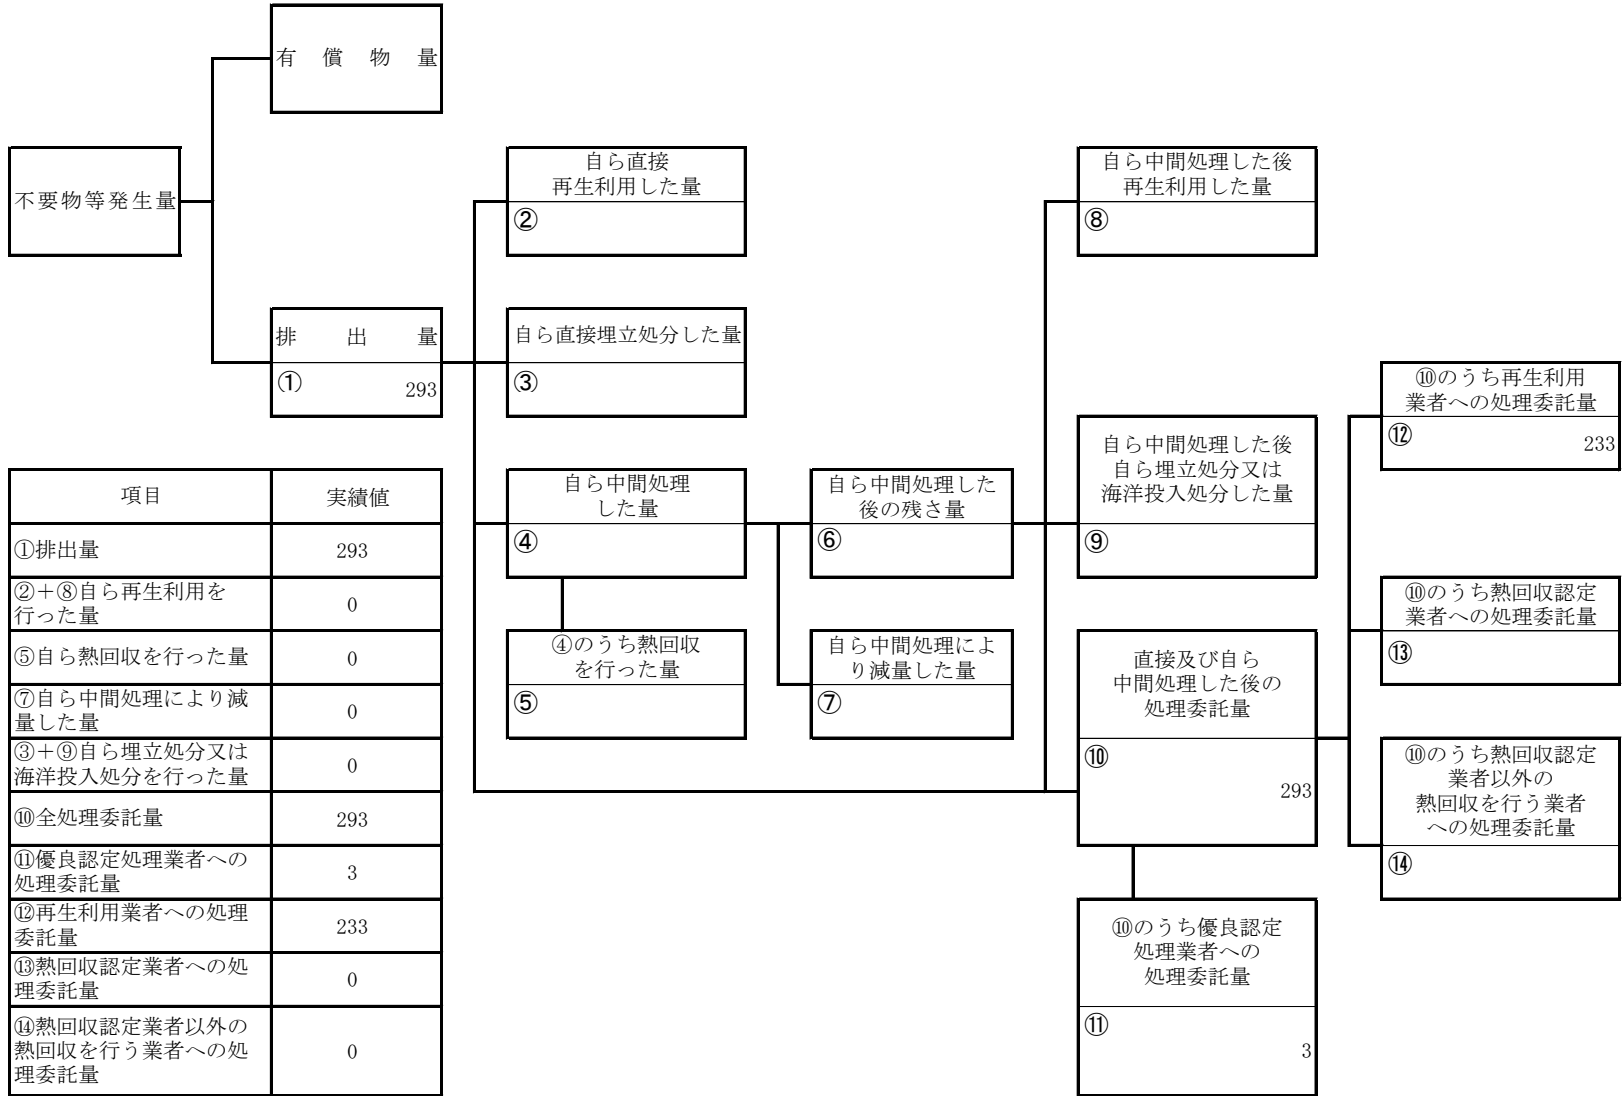 有償物量
不要物等発生量
排出量
①
293
自ら直接
再生利用した量
②
自ら直接埋立処分した量
③
自ら中間処理
した量
④
④のうち熱回収
を行った量
⑤
自ら中間処理した
後の残さ量
⑥
自ら中間処理によ
り減量した量
⑦
自ら中間処理した後
再生利用した量
⑧
自ら中間処理した後
自ら埋立処分又は
海洋投入処分した量
⑨
直接及び自ら
中間処理した後の
処理委託量
⑩
293
⑩のうち優良認定
処理業者への
処理委託量
⑪
3
⑩のうち再生利用
業者への処理委託量
⑫
233
⑩のうち熱回収認定
業者への処理委託量
⑬
⑩のうち熱回収認定
業者以外の
熱回収を行う業者
への処理委託量
⑭
項目 実績値
①排出量 293
②+⑧自ら再生利用を
行った量 0
⑤自ら熱回収を行った量 0
⑦自ら中間処理により減
量した量 0
③+⑨自ら埋立処分又は
海洋投入処分を行った量 0
⑩全処理委託量 293
⑪優良認定処理業者への
処理委託量 3
⑫再生利用業者への処理
委託量 233
⑬熱回収認定業者への処
理委託量 0
⑭熱回収認定業者以外の
熱回収を行う業者への処
理委託量 0